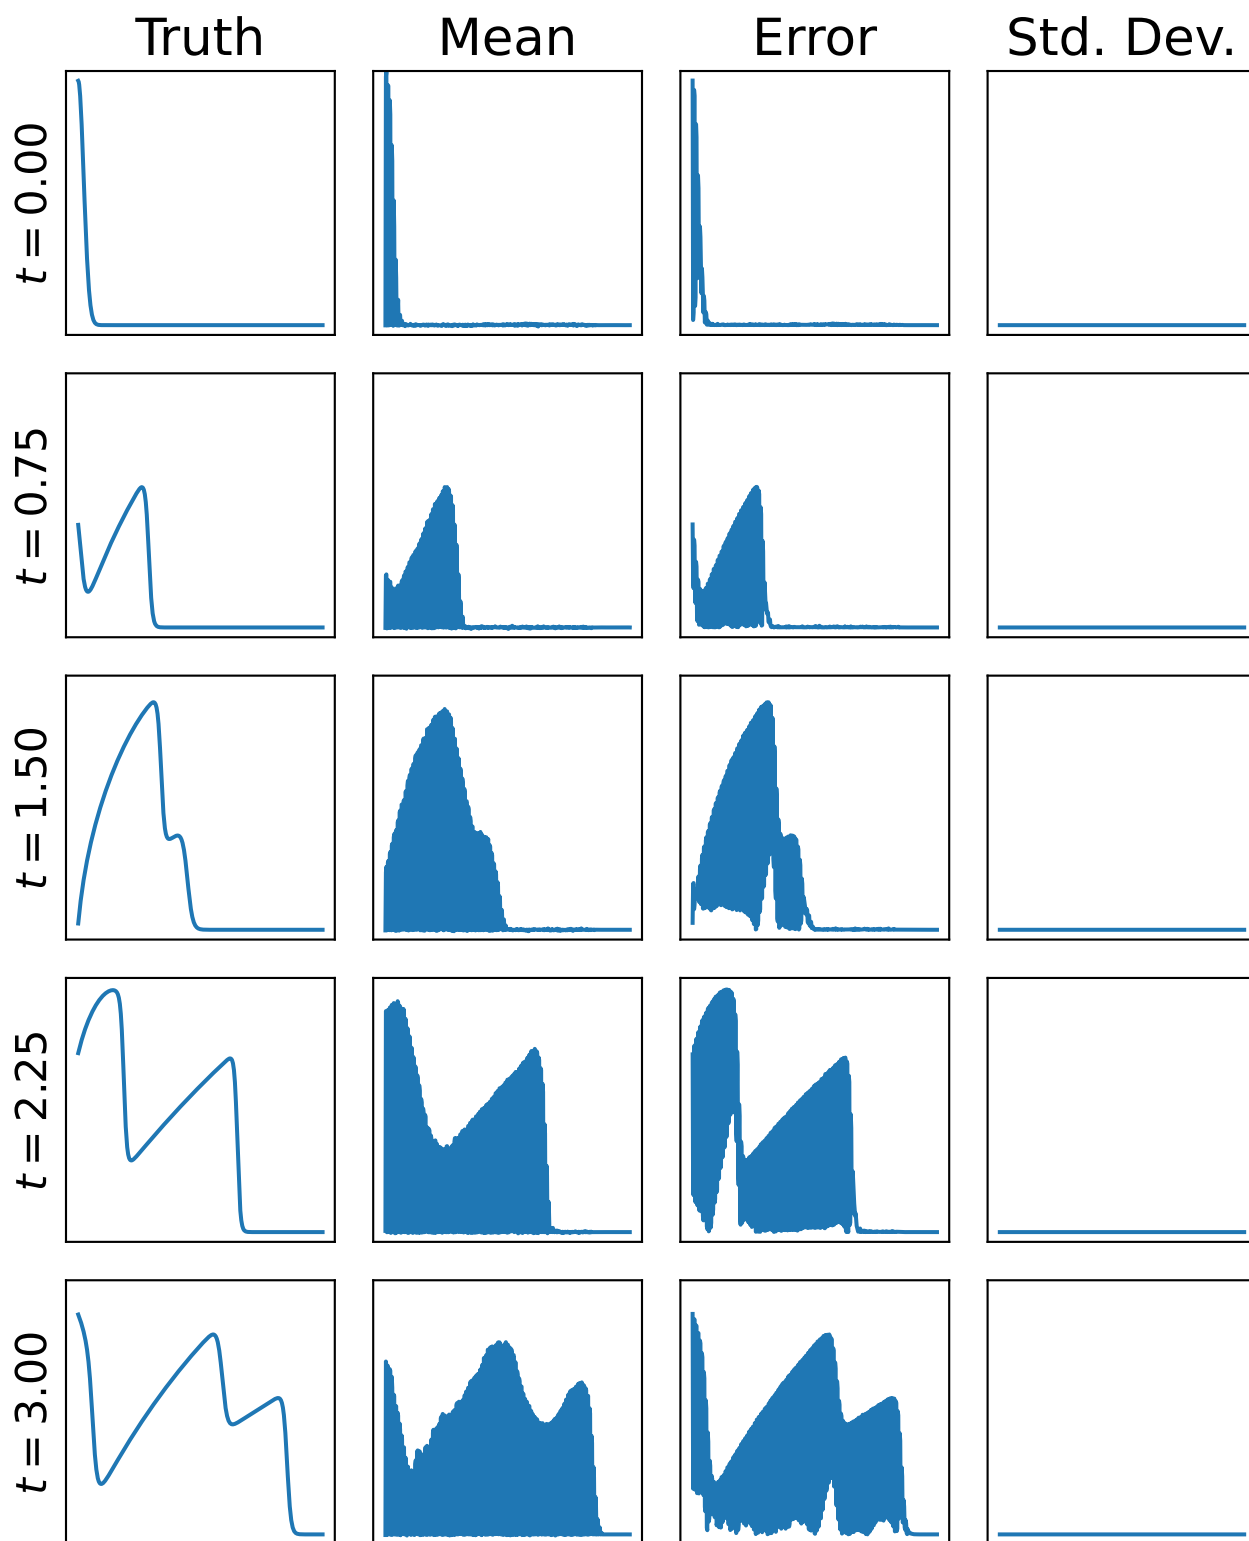 Truth Mean Error Std. Dev.
t = 0.00
t = 0.75
t = 1.50
t = 2.25
t = 3.00